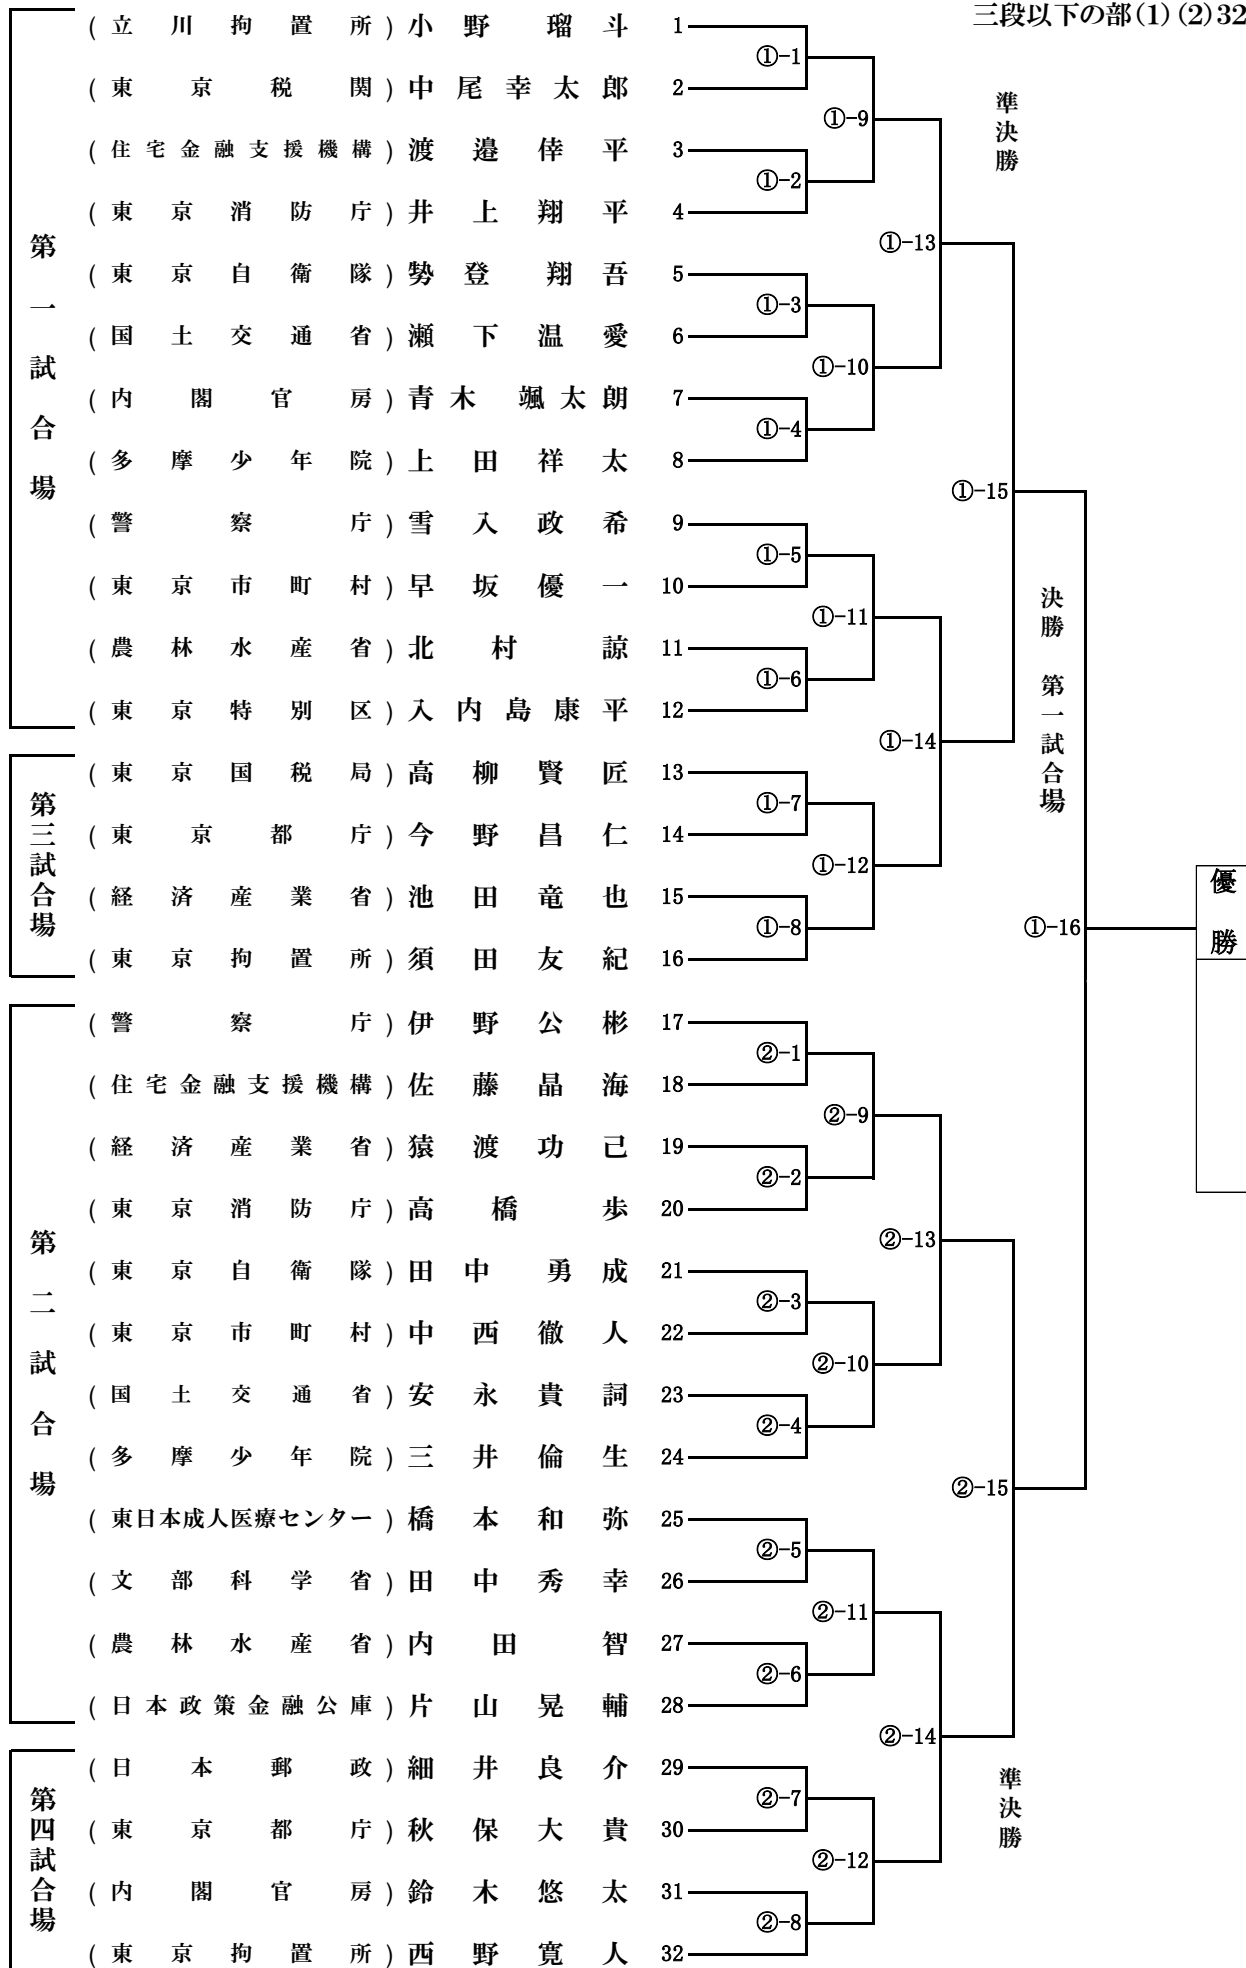 三段以下の部(1)(2)32
第一試合場
(立川拘置所)小野瑠斗 1
(東京税関)中尾幸太郎 2
(住宅金融支援機構)渡邉倖平 3
(東京消防庁)井上翔平 4
(東京自衛隊)勢登翔吾 5
(国土交通省)瀬下温愛 6
(内閣官房)青木颯太朗 7
(多摩少年院)上田祥太 8
(警察庁)雪入政希 9
(東京市町村)早坂優一 10
(農林水産省)北村諒 11
(東京特別区)入内島康平 12
第三試合場
(東京国税局)高柳賢匠 13
(東京都庁)今野昌仁 14
(経済産業省)池田竜也 15
(東京拘置所)須田友紀 16
第二試合場
(警察庁)伊野公彬 17
(住宅金融支援機構)佐藤晶海 18
(経済産業省)猿渡功己 19
(東京消防庁)高橋歩 20
(東京自衛隊)田中勇成 21
(東京市町村)中西徹人 22
(国土交通省)安永貴詞 23
(多摩少年院)三井倫生 24
(東日本成人医療センター)橋本和弥 25
(文部科学省)田中秀幸 26
(農林水産省)内田智 27
(日本政策金融公庫)片山晃輔 28
第四試合場
(日本郵政)細井良介 29
(東京都庁)秋保大貴 30
(内閣官房)鈴木悠太 31
(東京拘置所)西野寛人 32
①-1
①-2
①-3
①-4
①-5
①-6
①-7
①-8
②-1
②-2
②-3
②-4
②-5
②-6
②-7
②-8
①-9
①-10
①-11
①-12
②-9
②-10
②-11
②-12
①-13
①-14
②-13
②-14
準決勝
①-15
②-15
準決勝
決勝 第一試合場
①-16
優勝